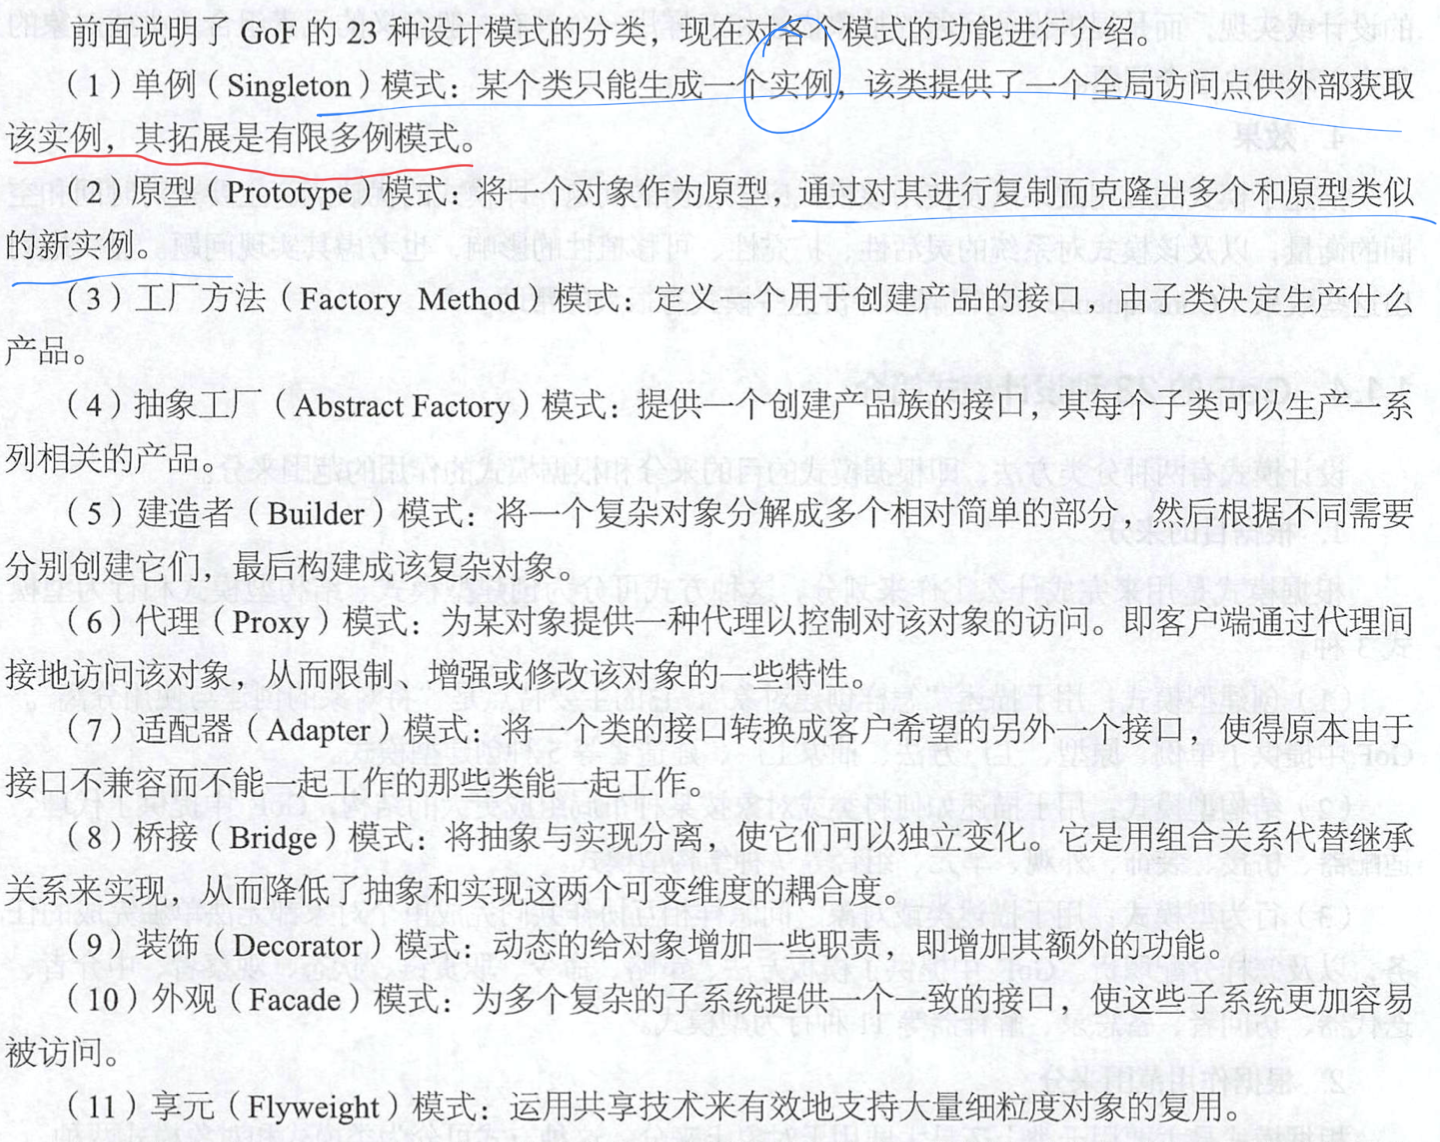 前面说明了 GoF 的 23 种设计模式的分类，现在对各个模式的功能进行介绍。
（1）单例（Singleton）模式：某个类只能生成一个实例，该类提供了一个全局访问点供外部获取
该实例，其拓展是有限多例模式。
（2）原型（Prototype）模式：将一个对象作为原型，通过对其进行复制而克隆出多个和原型类似
的新实例。
（3）工厂方法（Factory Method）模式：定义一个用于创建产品的接口，由子类决定生产什么
产品。
（4）抽象工厂（Abstract Factory）模式：提供一个创建产品族的接口，其每个子类可以生产一系
列相关的产品。
（5）建造者（Builder）模式：将一个复杂对象分解成多个相对简单的部分，然后根据不同需要
分别创建它们，最后构建成该复杂对象。
（6）代理（Proxy）模式：为某对象提供一种代理以控制对该对象的访问。即客户端通过代理间
接地访问该对象，从而限制、增强或修改该对象的一些特性。
（7）适配器（Adapter）模式：将一个类的接口转换成客户希望的另外一个接口，使得原本由于
接口不兼容而不能一起工作的那些类能一起工作。
（8）桥接（Bridge）模式：将抽象与实现分离，使它们可以独立变化。它是用组合关系代替继承
关系来实现，从而降低了抽象和实现这两个可变维度的耦合度。
（9）装饰（Decorator）模式：动态的给对象增加一些职责，即增加其额外的功能。
（10）外观（Facade）模式：为多个复杂的子系统提供一个一致的接口，使这些子系统更加容易
被访问。
（11）享元（Flyweight）模式：运用共享技术来有效地支持大量细粒度对象的复用。